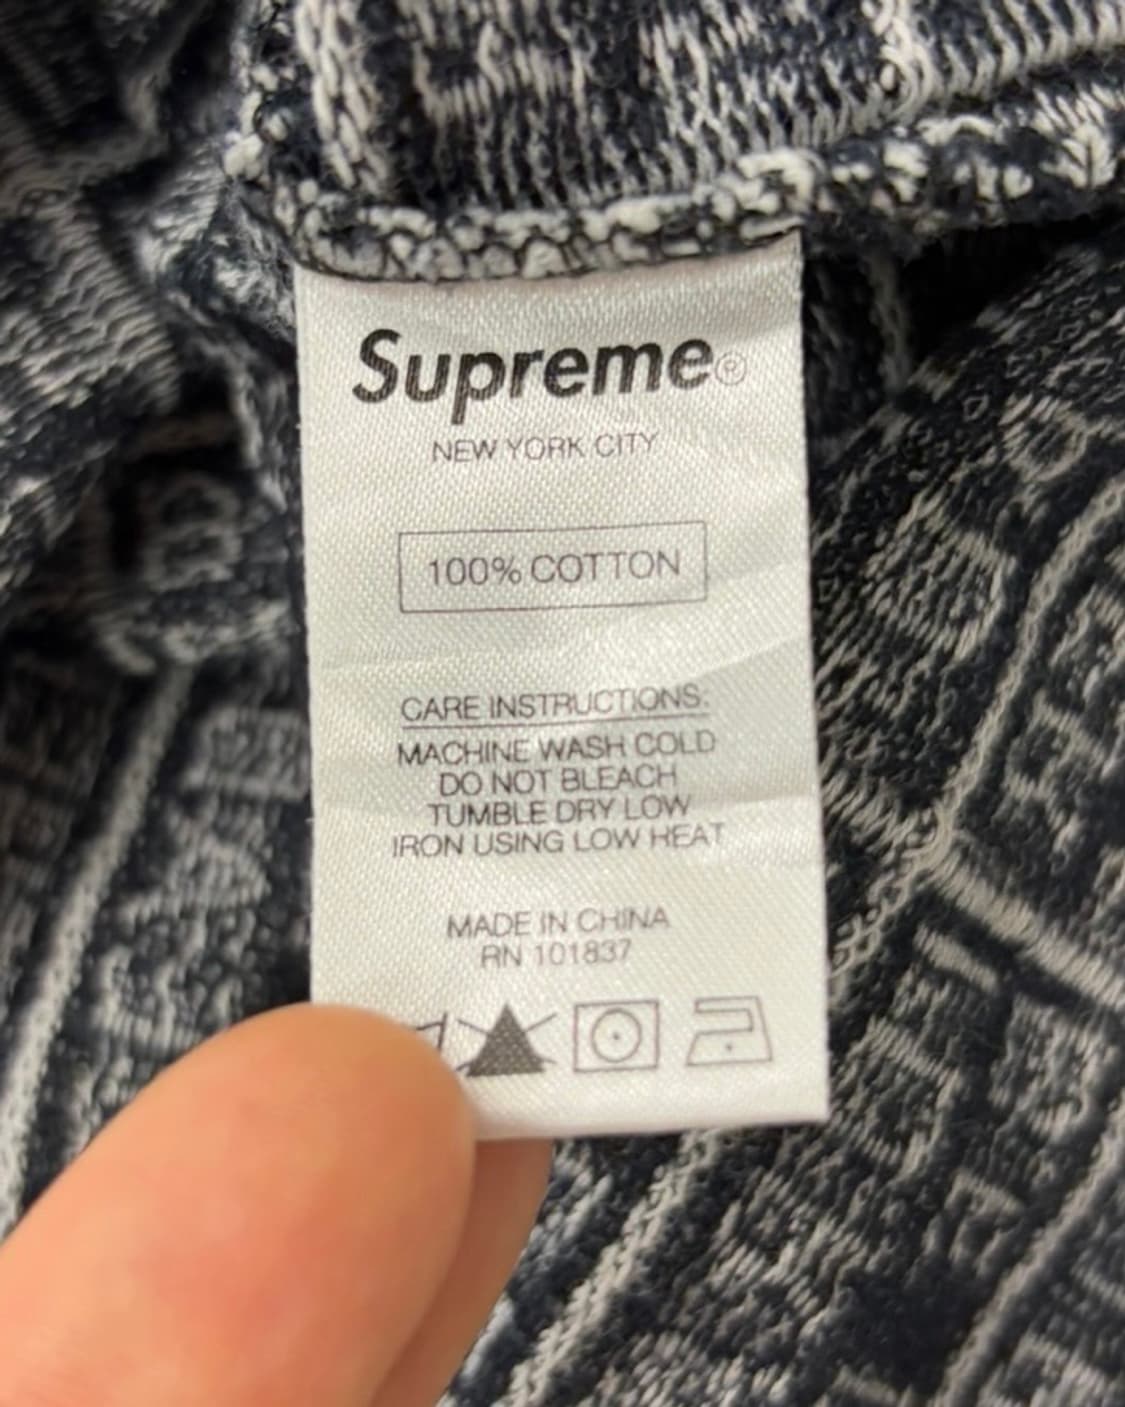 Supreme®
NEW YORK CITY
100% COTTON
CARE INSTRUCTIONS:
MACHINE WASH COLD
DO NOT BLEACH
TUMBLE DRY LOW
IRON USING LOW HEAT
MADE IN CHINA
RN 101837